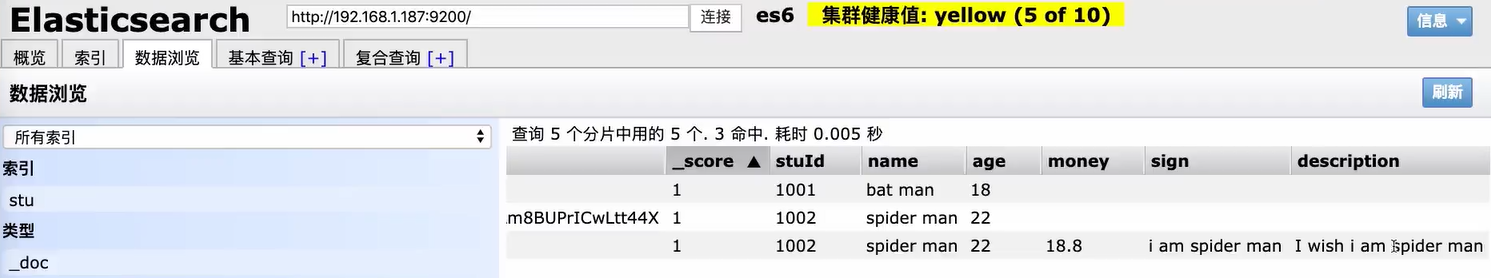 Elasticsearch http://192.168.1.187:9200/ 连接 es6 集群健康值: yellow (5 of 10) 信息
概览 索引 数据浏览 基本查询 [+] 复合查询 [+]
数据浏览 刷新
所有索引
索引
stu
类型
_doc
查询 5 个分片中用的 5 个. 3 命中. 耗时 0.005 秒
_score ▲ stuId name age money sign description
1 1001 bat man 18
m8BUPrICwLtt44X 1 1002 spider man 22
1 1002 spider man 22 18.8 i am spider man I wish i am spider man